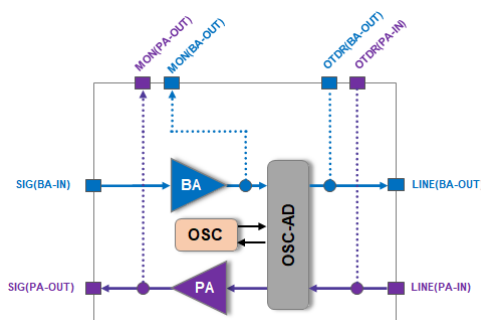 MON(PA-OUT)
MON(BA-OUT)
OTDR(BA-OUT)
OTDR(PA-IN)
SIG(BA-IN)
BA
LINE(BA-OUT
OSC
OSC-AD
SIG(PA-OUT)
PA
LINE(PA-IN)